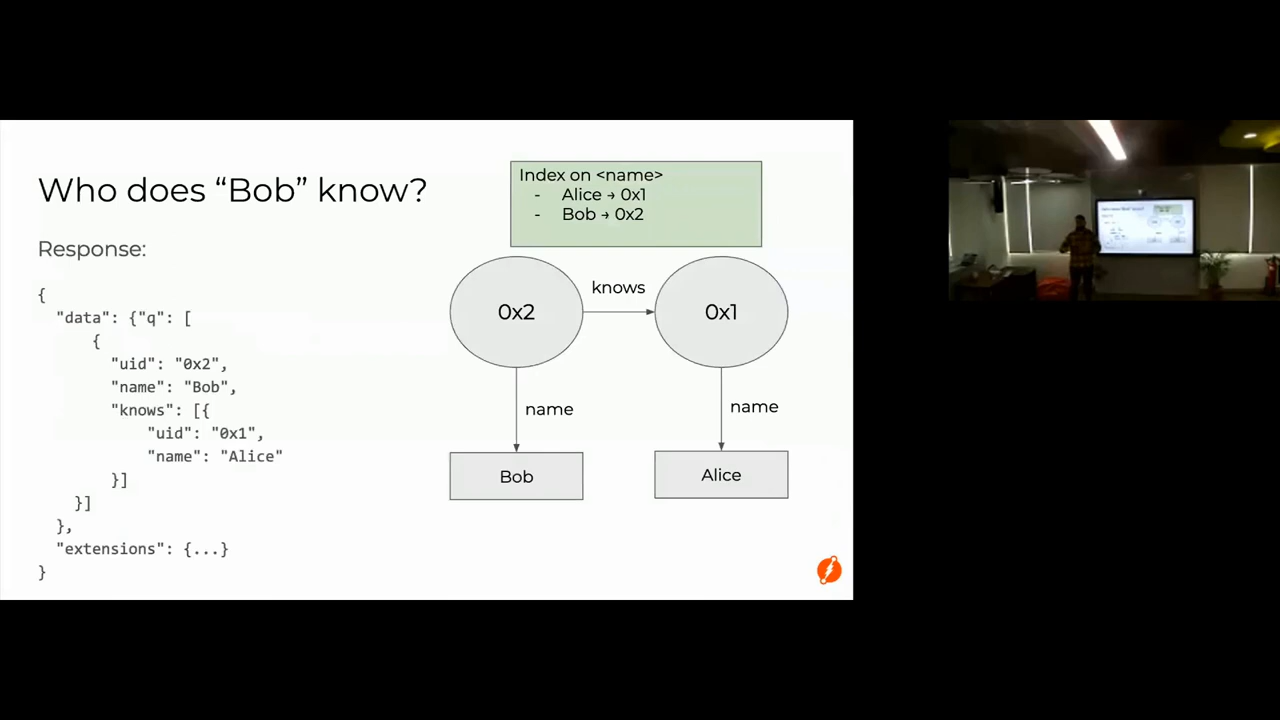 Who does “Bob” know?
Response:
{
"data": {"q": [
{
"uid": "0x2",
"name": "Bob",
"knows": [{
"uid": "0x1",
"name": "Alice"
}]
}]
},
"extensions": {...}
}
Index on <name>
- Alice → 0x1
- Bob → 0x2
0x2
knows
0x1
name
name
Bob
Alice